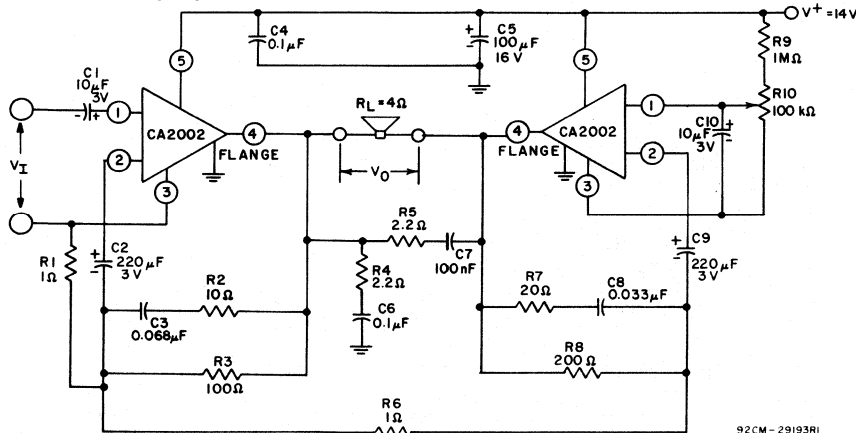 V⁺ = 14V
C4
0.1μF
C5
100μF
16 V
+
-
R9
1MΩ
C1
10μF
3V
- +
5
5
1
1
R10
100 kΩ
CA2002
4
FLANGE
RL = 4Ω
4
FLANGE
CA2002
C10
10μF
3V
+
-
VI
2
2
3
VO
3
R1
1Ω
C2
220μF
3V
+
-
R5
2.2Ω
C7
100nF
C9
220μF
3V
+
-
R4
2.2Ω
R2
10Ω
C3
0.068μF
C6
0.1μF
R7
20Ω
C8
0.033μF
R3
100Ω
R8
200Ω
R6
1Ω
92CM-29193RI